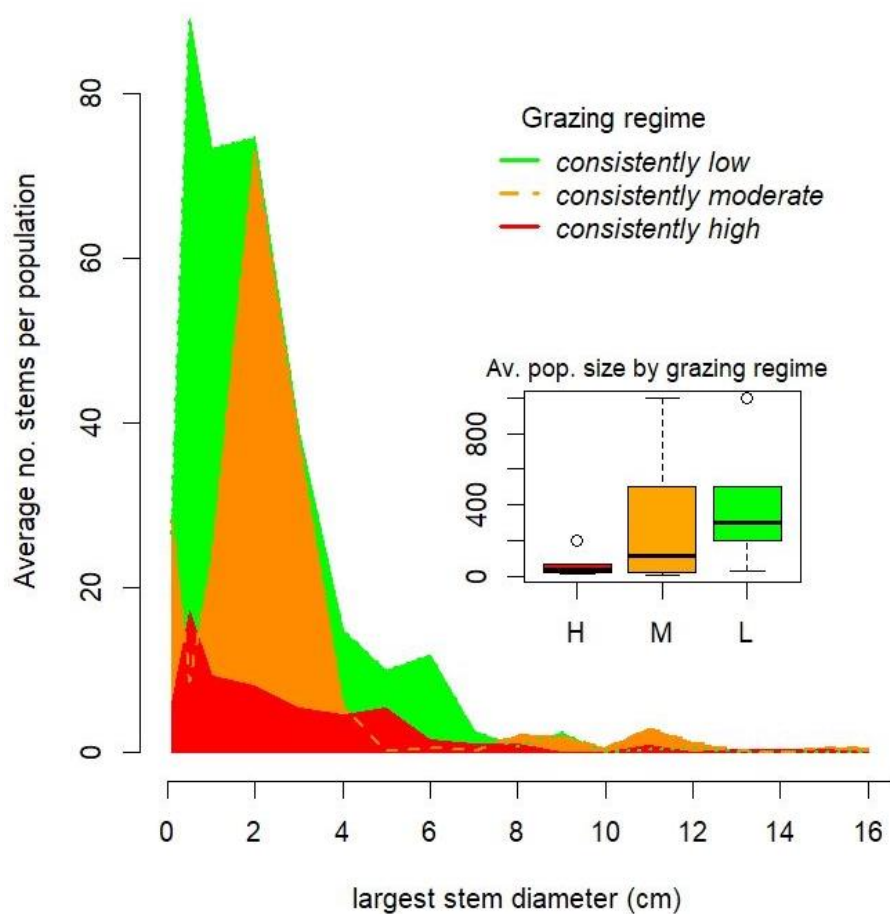 Average no. stems per population
80
60
40
20
0
Grazing regime
consistently low
consistently moderate
consistently high
Av. pop. size by grazing regime
800
400
0
H M L
0 2 4 6 8 10 12 14 16
largest stem diameter (cm)